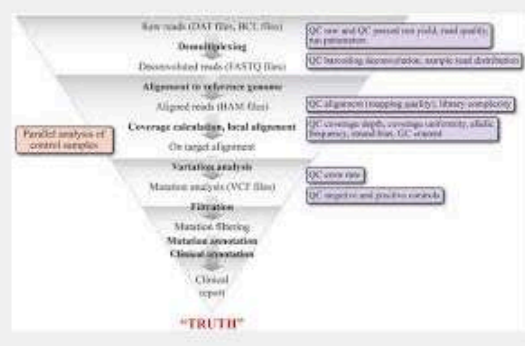 Raw reads (DAT files, BCL files)
Demultiplexing
Deconvoluted reads (FASTQ files)
Alignment to reference genome
Aligned reads (BAM files)
Coverage calculation, local alignment
On target alignment
Variation analysis
Mutation analysis (VCF files)
Filtration
Mutation filtering
Mutation annotation
Clinical annotation
Clinical
report
"TRUTH"
Parallel analysis of
control samples
QC raw and QC passed run yield, read quality,
run parameters
QC barcoding deconvolution, sample read distribution
QC alignment (mapping quality), library complexity
QC coverage depth, coverage uniformity, allelic
frequency, strand bias, GC content
QC error rate
QC negative and positive controls